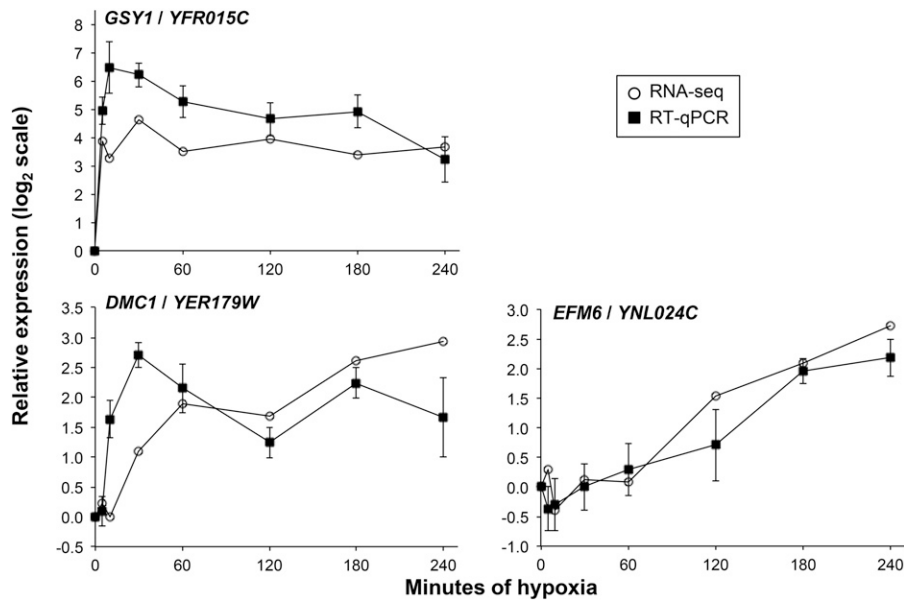 GSY1 / YFR015C
8
7
6
5
4
3
2
1
0
0 60 120 180 240
RNA-seq
RT-qPCR
Relative expression (log2 scale)
DMC1 / YER179W
3.5
3.0
2.5
2.0
1.5
1.0
0.5
0.0
-0.5
0 60 120 180 240
EFM6 / YNL024C
3.0
2.5
2.0
1.5
1.0
0.5
0.0
-0.5
-1.0
0 60 120 180 240
Minutes of hypoxia